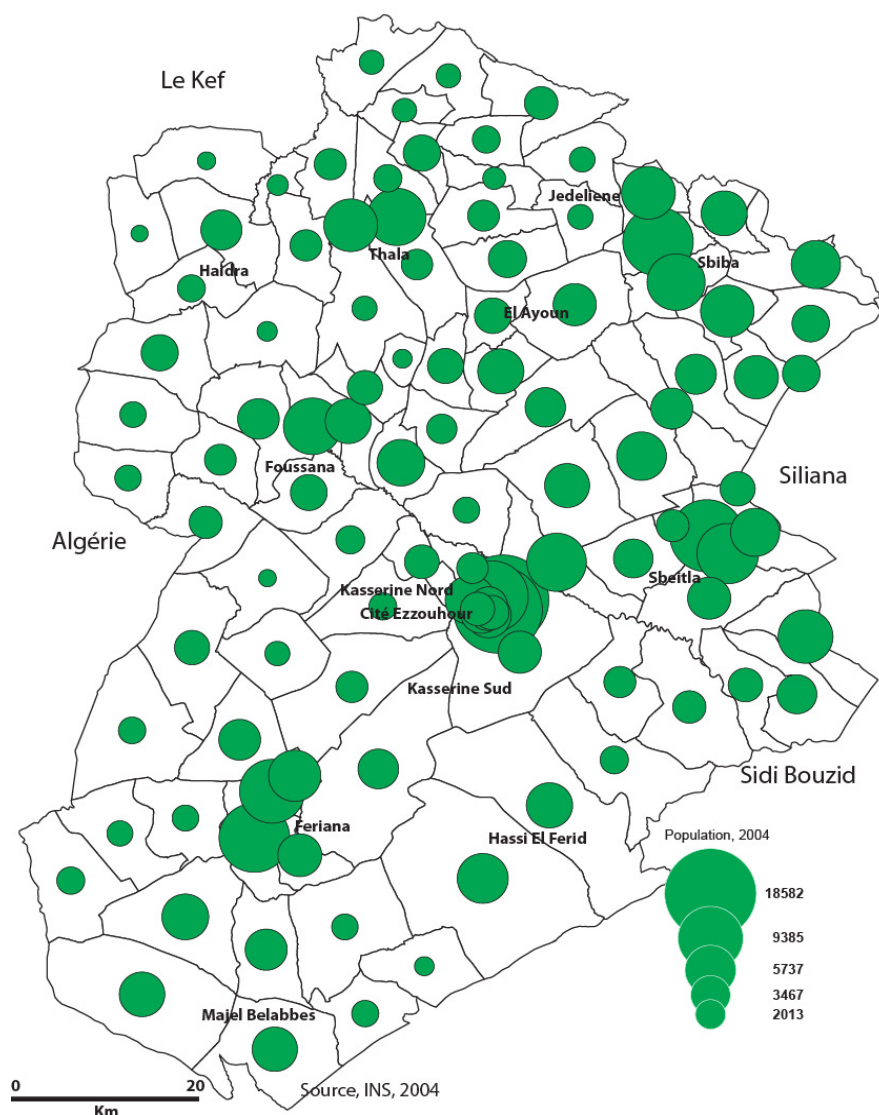 Le Kef
Jedeliene
Thala
Sbiba
Haidra
El Ayoun
Foussana
Siliana
Algérie
Sbeitla
Kasserine Nord
Cité Ezzouhour
Kasserine Sud
Sidi Bouzid
Feriana
Hassi El Ferid
Population, 2004
18582
9385
5737
3467
2013
Majel Belabbes
0 20
Km
Source, INS, 2004